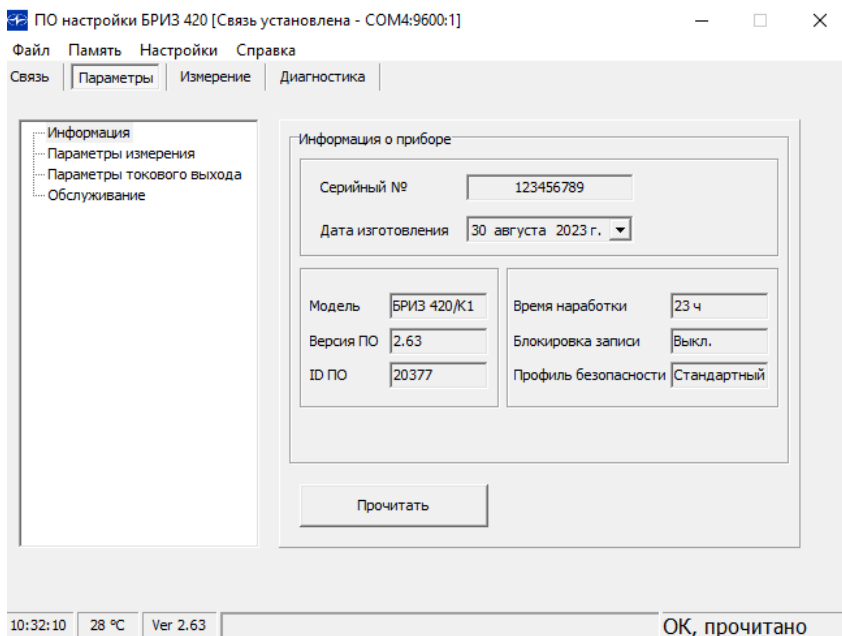 ПО настройки БРИЗ 420 [Связь установлена - COM4:9600:1]
Файл Память Настройки Справка
Связь Параметры Измерение Диагностика
Информация
Параметры измерения
Параметры токового выхода
Обслуживание
Информация о приборе
Серийный № 123456789
Дата изготовления 30 августа 2023 г.
Модель БРИЗ 420/К1
Версия ПО 2.63
ID ПО 20377
Время наработки 23 ч
Блокировка записи Выкл.
Профиль безопасности Стандартный
Прочитать
10:32:10 28 ºC Ver 2.63 ОК, прочитано